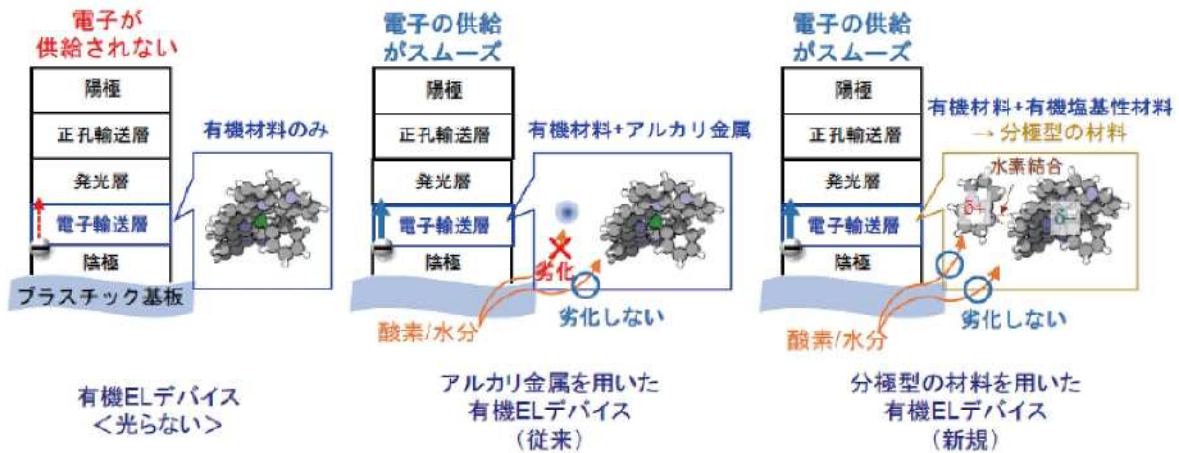 電子が
供給されない
陽極
正孔輸送層
発光層
電子輸送層
陰極
プラスチック基板
有機材料のみ
有機ELデバイス
＜光らない＞
電子の供給
がスムーズ
陽極
正孔輸送層
発光層
電子輸送層
陰極
有機材料+アルカリ金属
劣化
劣化しない
酸素/水分
アルカリ金属を用いた
有機ELデバイス
(従来)
電子の供給
がスムーズ
陽極
正孔輸送層
発光層
電子輸送層
陰極
有機材料+有機塩基性材料
→ 分極型の材料
水素結合
δ+
δ-
劣化しない
酸素/水分
分極型の材料を用いた
有機ELデバイス
(新規)